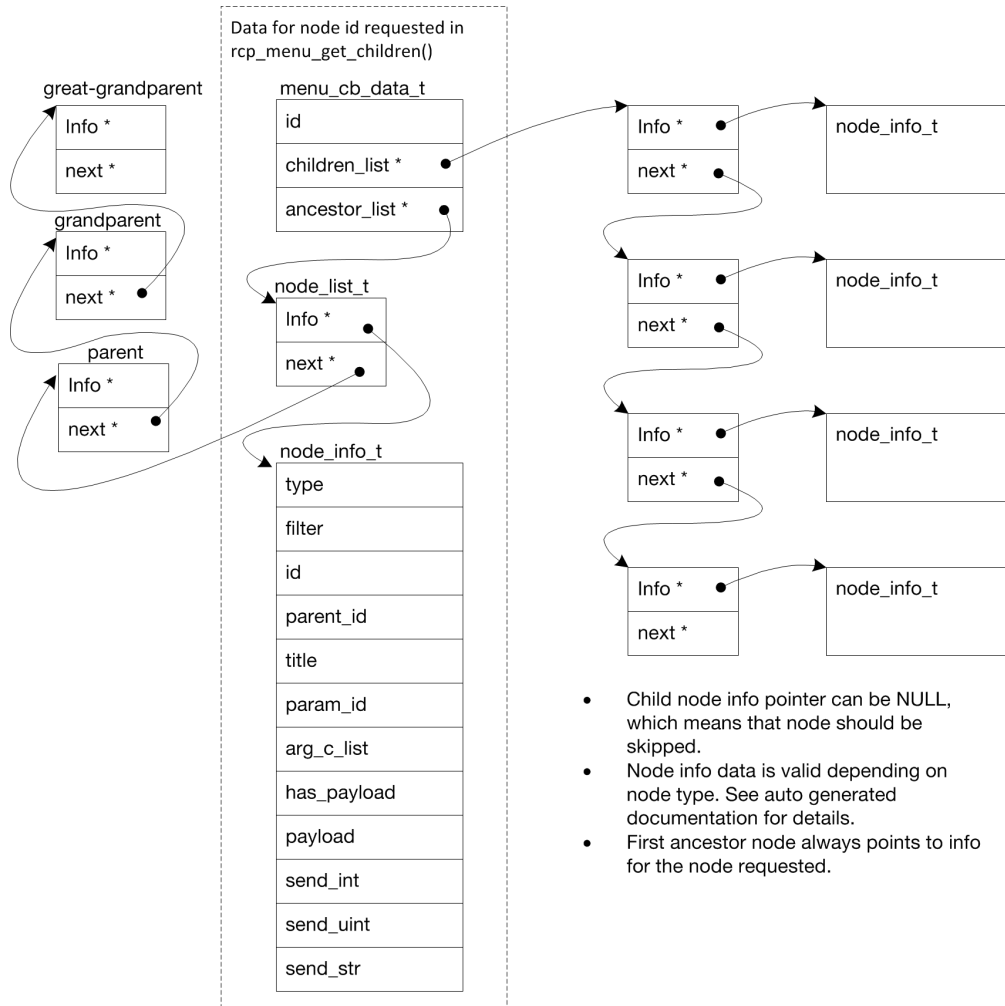 Data for node id requested in
rcp_menu_get_children()
great-grandparent
Info *
next *
grandparent
Info *
next *
parent
Info *
next *
menu_cb_data_t
id
children_list *
ancestor_list *
node_list_t
Info *
next *
node_info_t
type
filter
id
parent_id
title
param_id
arg_c_list
has_payload
payload
send_int
send_uint
send_str
Info *
next *
node_info_t
Info *
next *
node_info_t
Info *
next *
node_info_t
Info *
next *
node_info_t
• Child node info pointer can be NULL,
which means that node should be
skipped.
• Node info data is valid depending on
node type. See auto generated
documentation for details.
• First ancestor node always points to info
for the node requested.